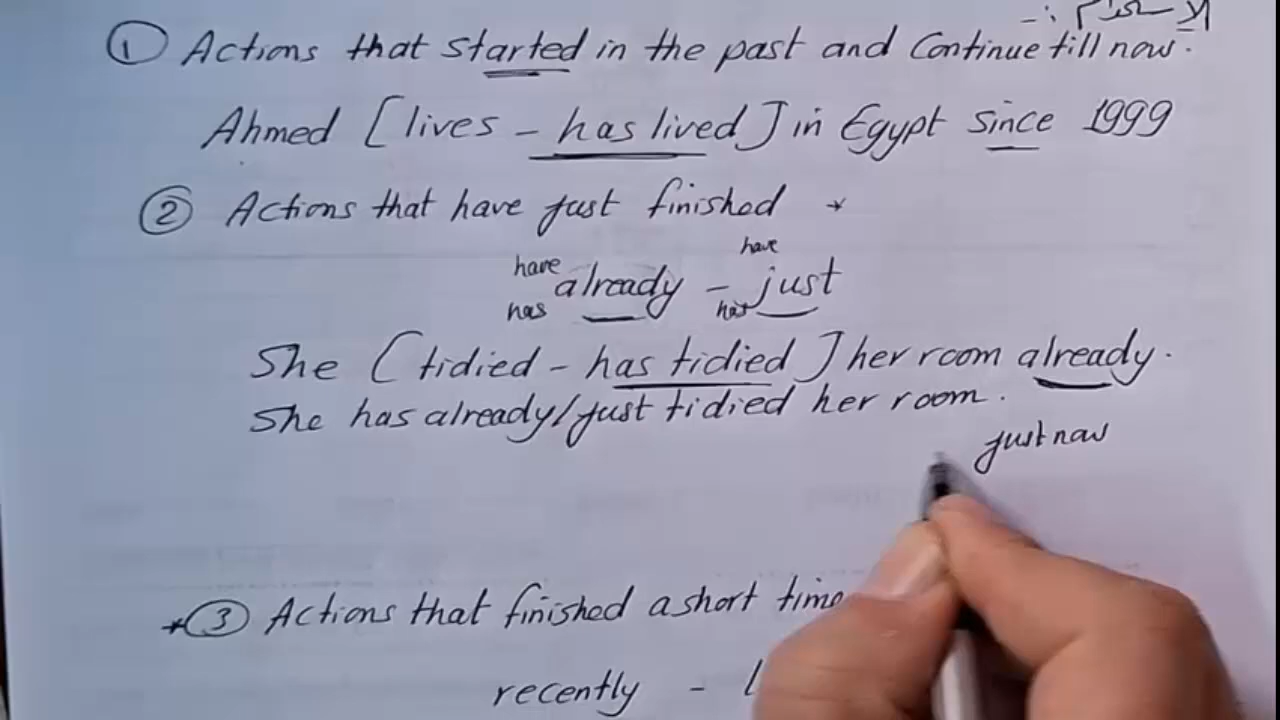 الاستخدام :-
① Actions that started in the past and Continue till now.
Ahmed [lives - has lived] in Egypt since 1999
② Actions that have just finished *
have have
already - just
has has
She [tidied - has tidied] her room already.
She has already/just tidied her room.
just now
*③ Actions that finished a short time
recently -